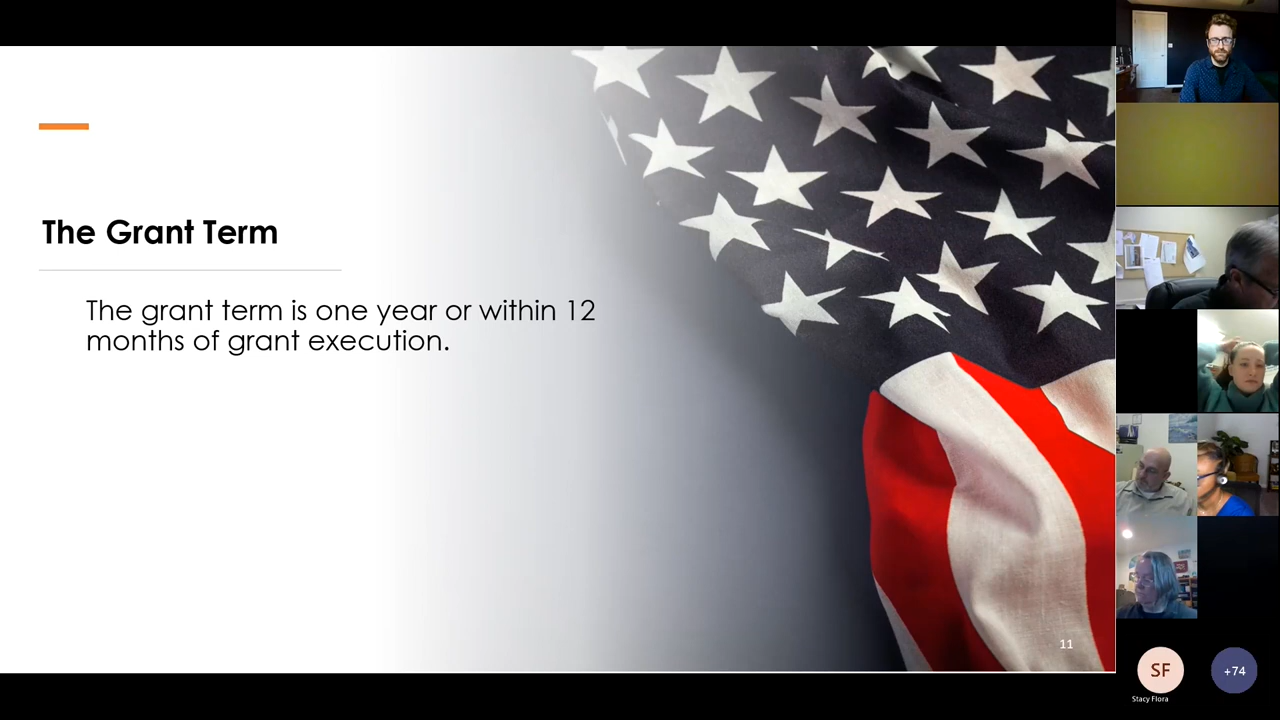 The Grant Term
The grant term is one year or within 12
months of grant execution.
11
SF
+74
Stacy Flora